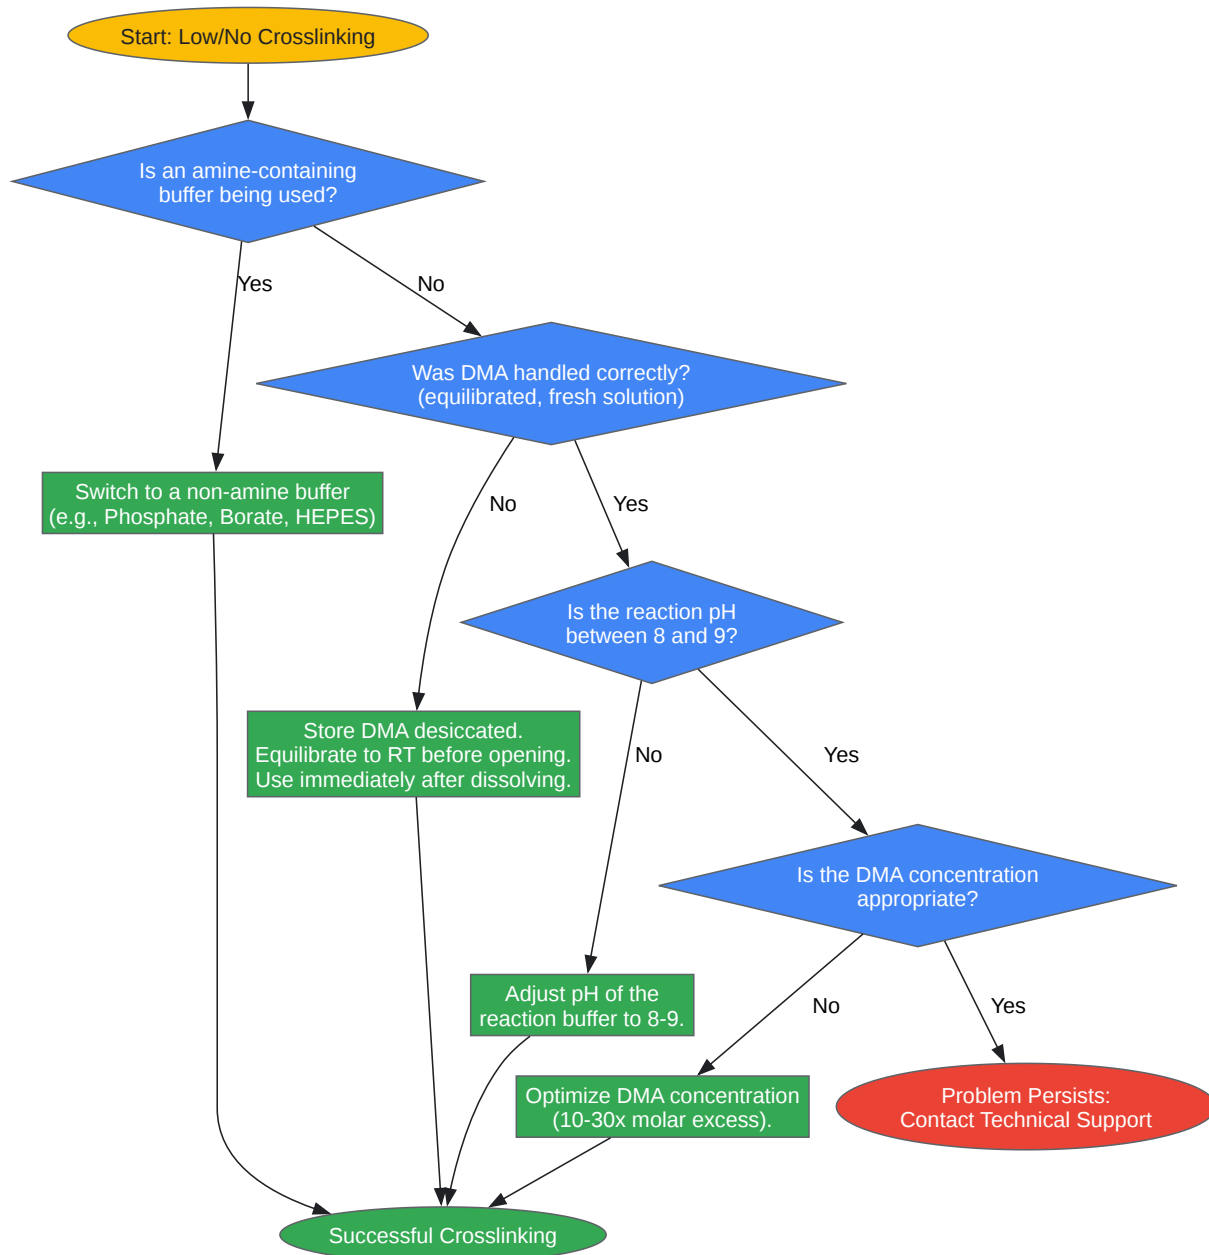 Start: Low/No Crosslinking
Is an amine-containing
buffer being used?
Yes
No
Was DMA handled correctly?
(equilibrated, fresh solution)
Switch to a non-amine buffer
(e.g., Phosphate, Borate, HEPES)
No
Yes
Is the reaction pH
between 8 and 9?
Store DMA desiccated.
Equilibrate to RT before opening.
Use immediately after dissolving.
No
Yes
Is the DMA concentration
appropriate?
Adjust pH of the
reaction buffer to 8-9.
No
Yes
Optimize DMA concentration
(10-30x molar excess).
Problem Persists:
Contact Technical Support
Successful Crosslinking